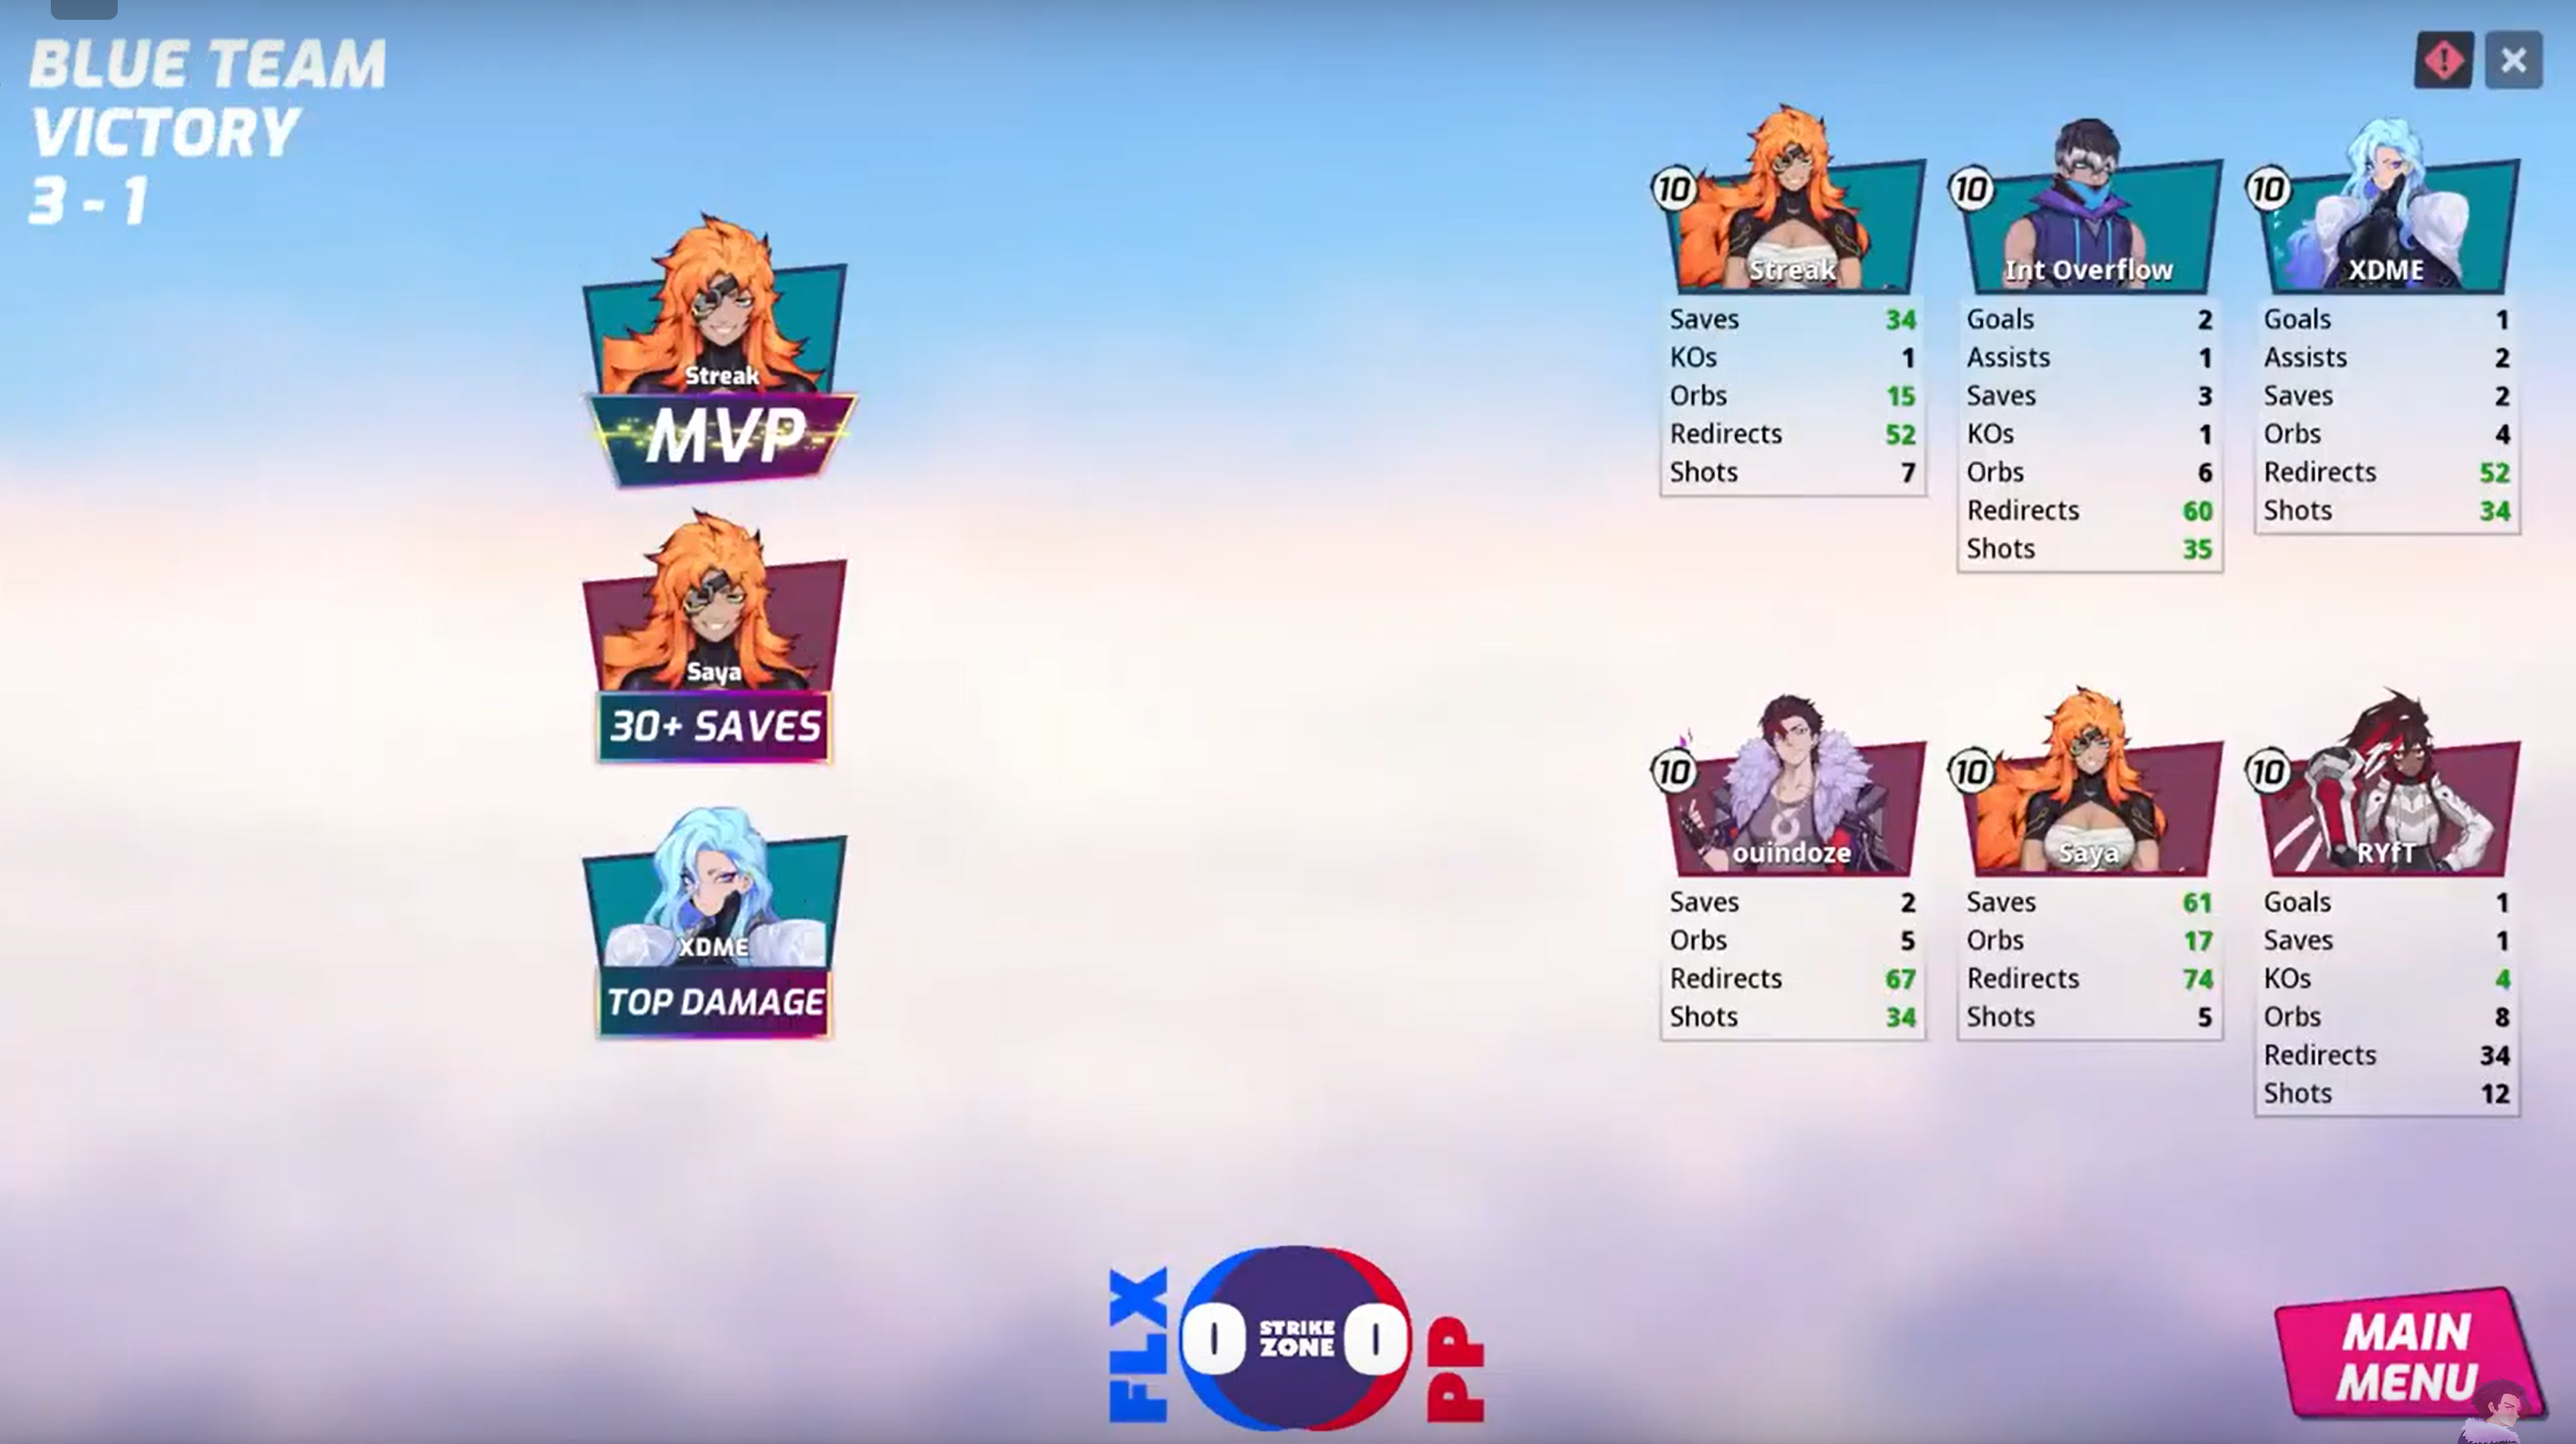 BLUE TEAM
VICTORY
3 - 1
Streak
MVP
Saya
30+ SAVES
XDME
TOP DAMAGE
10
Streak
Saves 34
KOs 1
Orbs 15
Redirects 52
Shots 7
10
Int Overflow
Goals 2
Assists 1
Saves 3
KOs 1
Orbs 6
Redirects 60
Shots 35
10
XDME
Goals 1
Assists 2
Saves 2
Orbs 4
Redirects 52
Shots 34
10
ouindoze
Saves 2
Orbs 5
Redirects 67
Shots 34
10
Saya
Saves 61
Orbs 17
Redirects 74
Shots 5
10
RYfT
Goals 1
Saves 1
KOs 4
Orbs 8
Redirects 34
Shots 12
FLX
0
STRIKE
ZONE
0
PP
MAIN
MENU